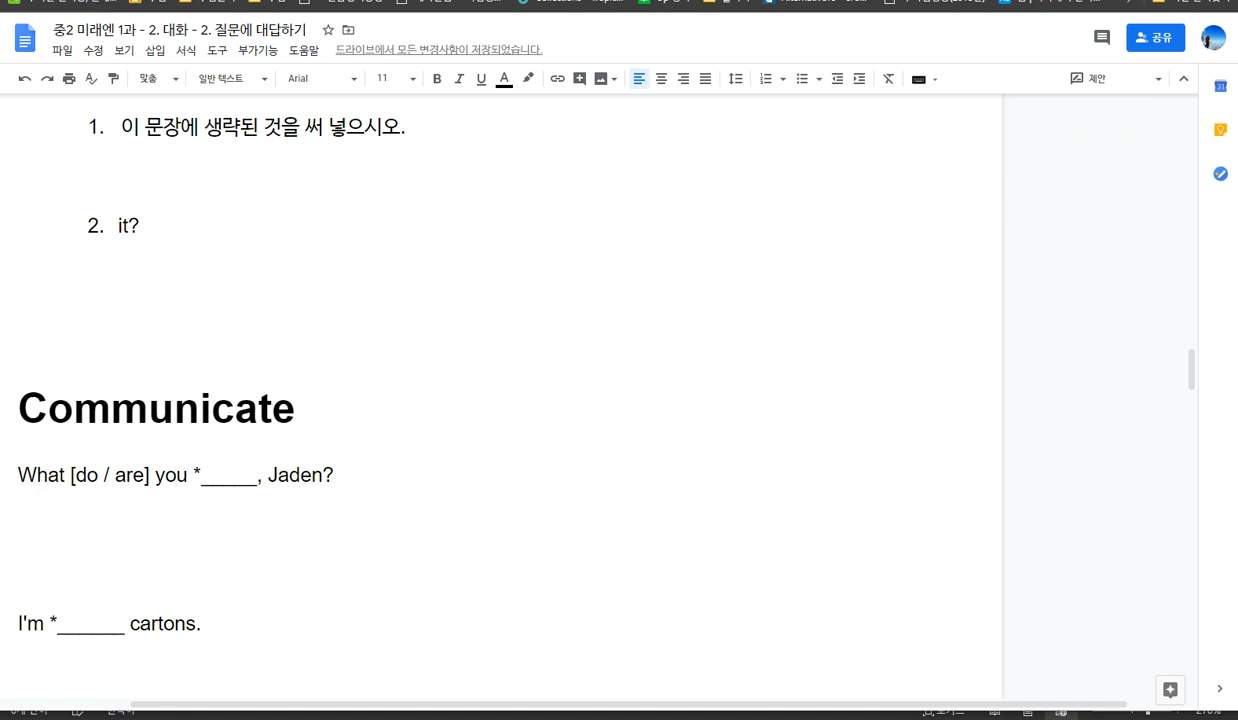 중2 미래엔 1과 - 2. 대화 - 2. 질문에 대답하기
공유
파일 수정 보기 삽입 서식 도구 부가기능 도움말 드라이브에서 모든 변경사항이 저장되었습니다.
맞춤 일반 텍스트 Arial 11 B I U A 제안
31
1. 이 문장에 생략된 것을 써 넣으시오.
2. it?
Communicate
What [do / are] you *_____, Jaden?
I'm *______ cartons.